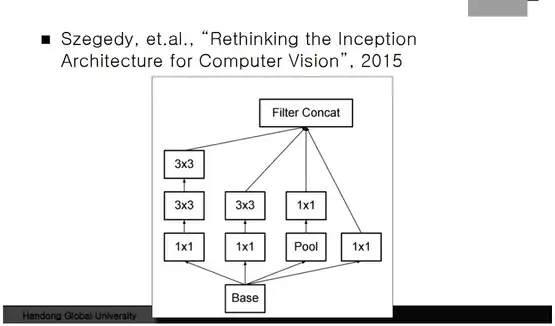 ■ Szegedy, et.al., “Rethinking the Inception
Architecture for Computer Vision”, 2015
Filter Concat
3x3
3x3 3x3 1x1
1x1 1x1 Pool 1x1
Base
Handong Global University